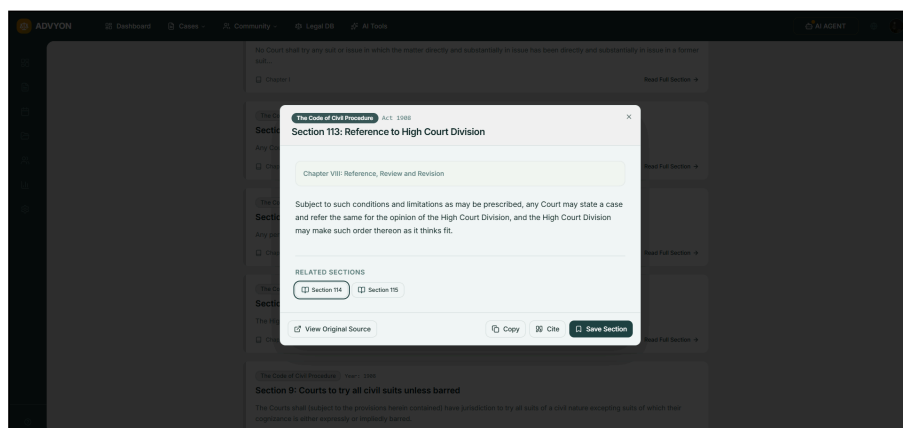 ADVYON
Dashboard
Cases
Community
Legal DB
AI Tools
AI AGENT
No Court shall try any suit or issue in which the matter directly and substantially in issue has been directly and substantially in issue in a former
suit...
Chapter I
Read Full Section →
The Code of Civil Procedure Act 1908
×
Section 113: Reference to High Court Division
Chapter VIII: Reference, Review and Revision
Subject to such conditions and limitations as may be prescribed, any Court may state a case
and refer the same for the opinion of the High Court Division, and the High Court Division
may make such order thereon as it thinks fit.
RELATED SECTIONS
Section 114
Section 115
View Original Source
Copy
Cite
Save Section
Read Full Section →
Read Full Section →
Read Full Section →
The Code of Civil Procedure Year: 1908
Section 9: Courts to try all civil suits unless barred
The Courts shall (subject to the provisions herein contained) have jurisdiction to try all suits of a civil nature excepting suits of which their
cognizance is either expressly or impliedly barred.